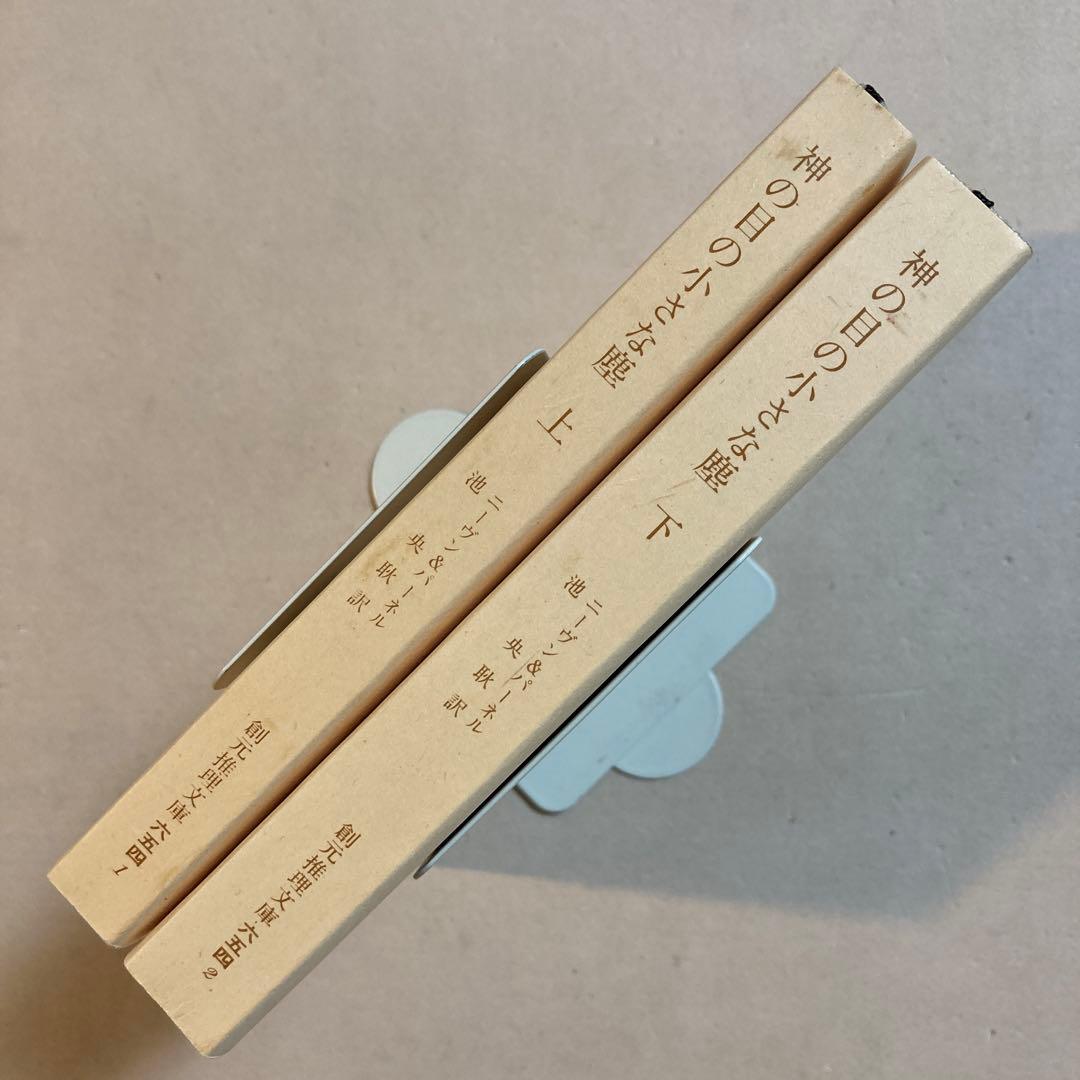 神の目の小さな塵 上
ニーヴン&パーネル
池 央耿 訳
創元推理文庫 六五四 1
神の目の小さな塵 下
ニーヴン&パーネル
池 央耿 訳
創元推理文庫 六五四 2